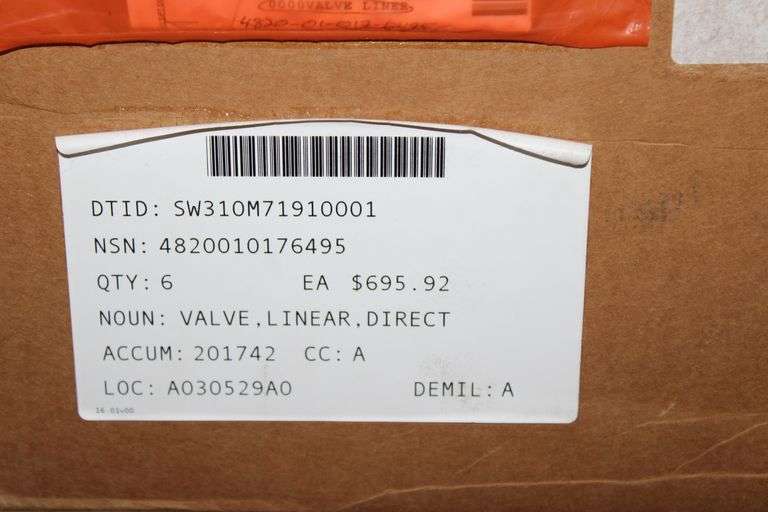 0000VALVE LINER
DTID: SW310M71910001
NSN: 4820010176495
QTY: 6 EA $695.92
NOUN: VALVE,LINEAR,DIRECT
ACCUM: 201742 CC: A
LOC: A030529A0 DEMIL: A